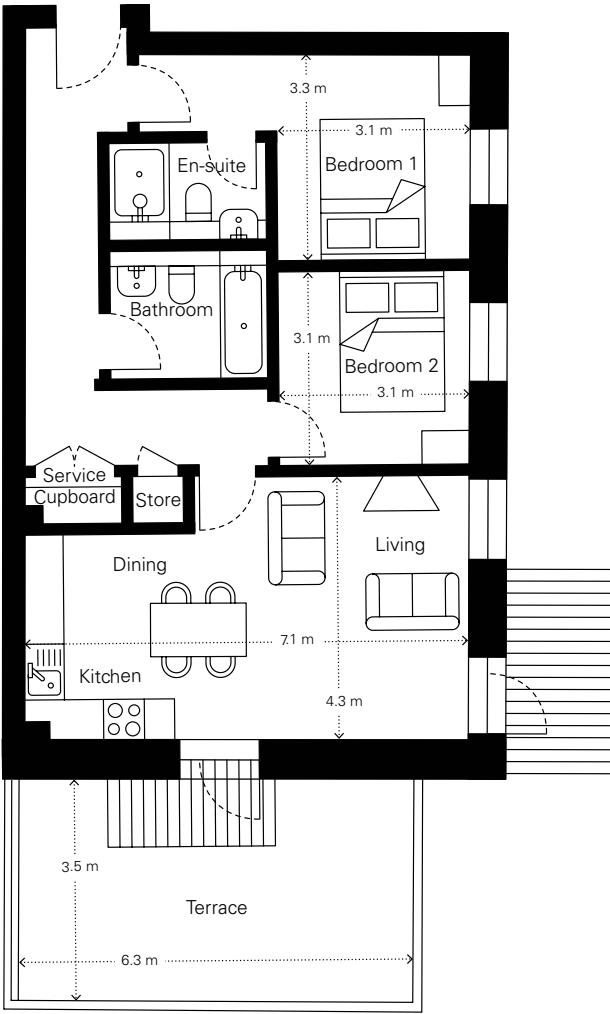 3.3 m
3.1 m
En-suite
Bedroom 1
Bathroom
3.1 m
Bedroom 2
3.1 m
Service
Cupboard
Store
Dining
Living
7.1 m
Kitchen
4.3 m
3.5 m
Terrace
6.3 m